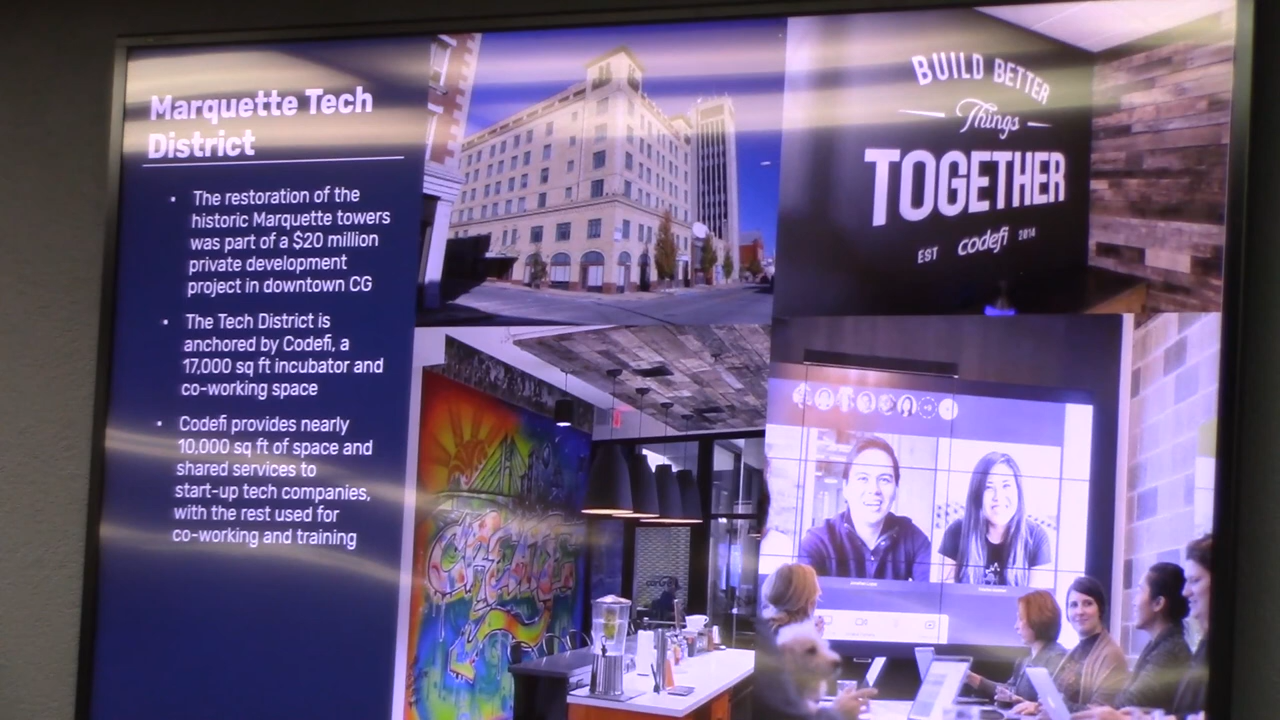 Marquette Tech
District
• The restoration of the
historic Marquette towers
was part of a $20 million
private development
project in downtown CG
• The Tech District is
anchored by Codefi, a
17,000 sq ft incubator and
co-working space
• Codefi provides nearly
10,000 sq ft of space and
shared services to
start-up tech companies,
with the rest used for
co-working and training
BUILD BETTER
Things
TOGETHER
EST codefi 2014
CREATE